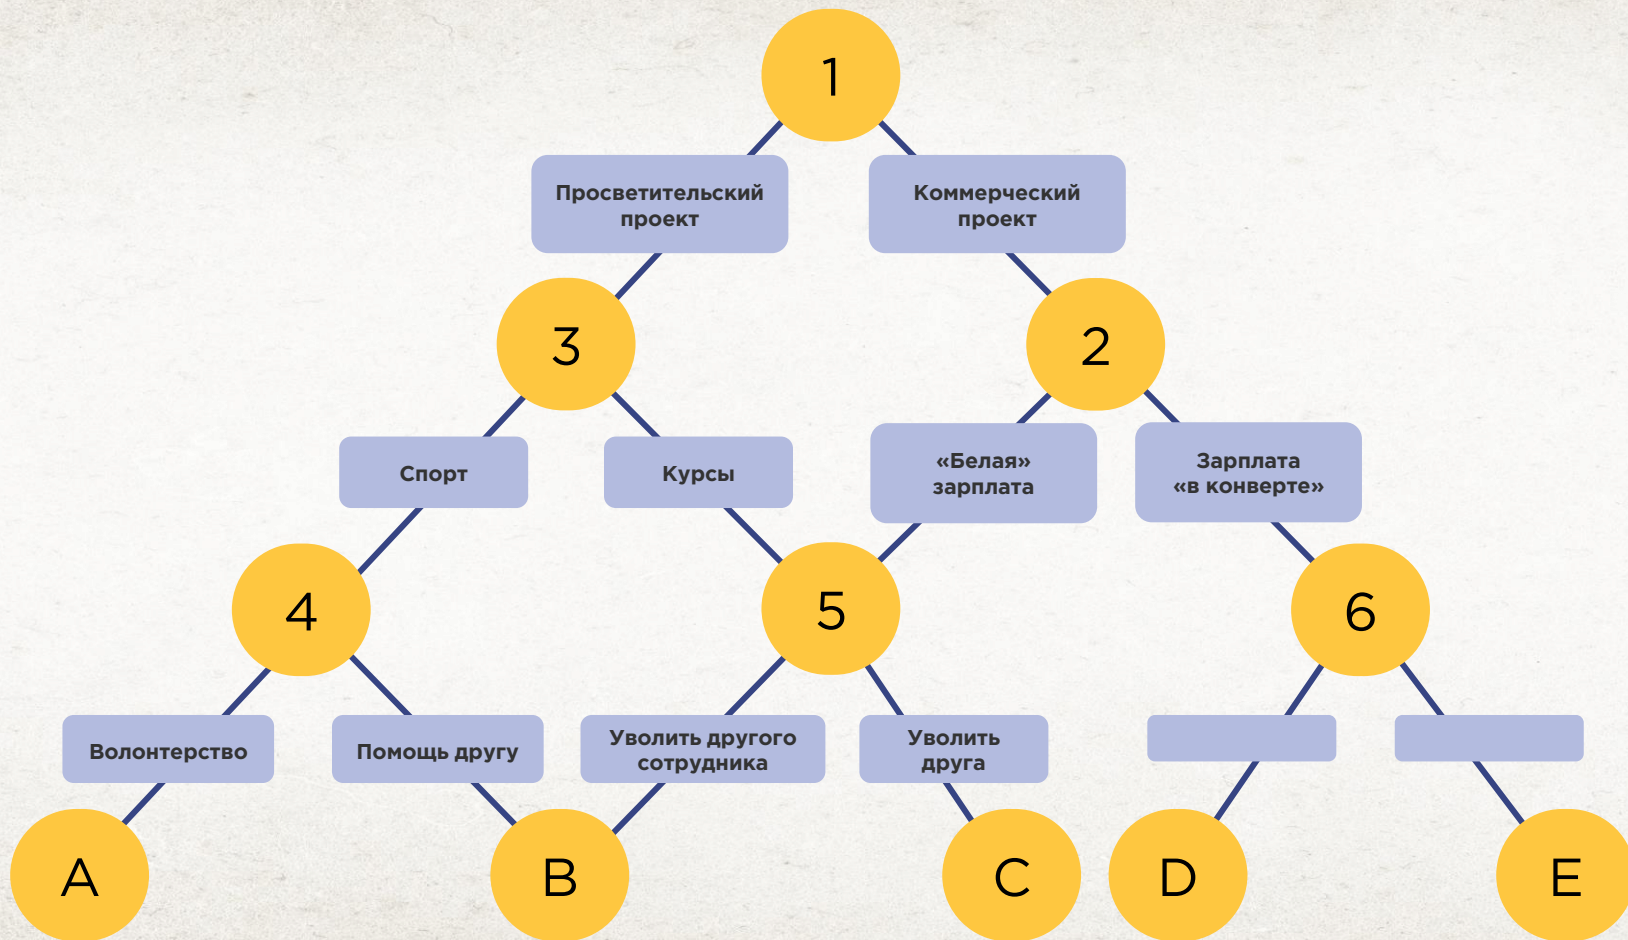 1
Просветительский
проект
Коммерческий
проект
3
2
Спорт
Курсы
«Белая»
зарплата
Зарплата
«в конверте»
4
5
6
Волонтерство
Помощь другу
Уволить другого
сотрудника
Уволить
друга
A
B
C
D
E